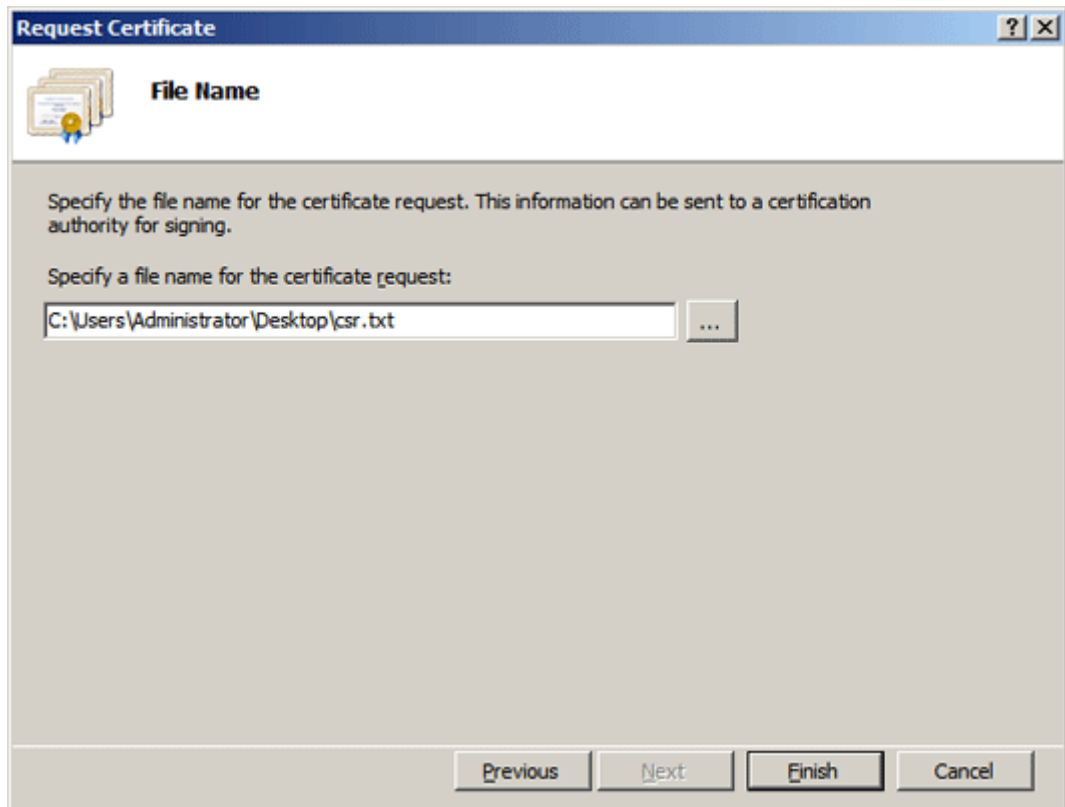 Request Certificate
File Name
Specify the file name for the certificate request. This information can be sent to a certification
authority for signing.
Specify a file name for the certificate request:
C:\Users\Administrator\Desktop\csr.txt
...
Previous
Next
Finish
Cancel